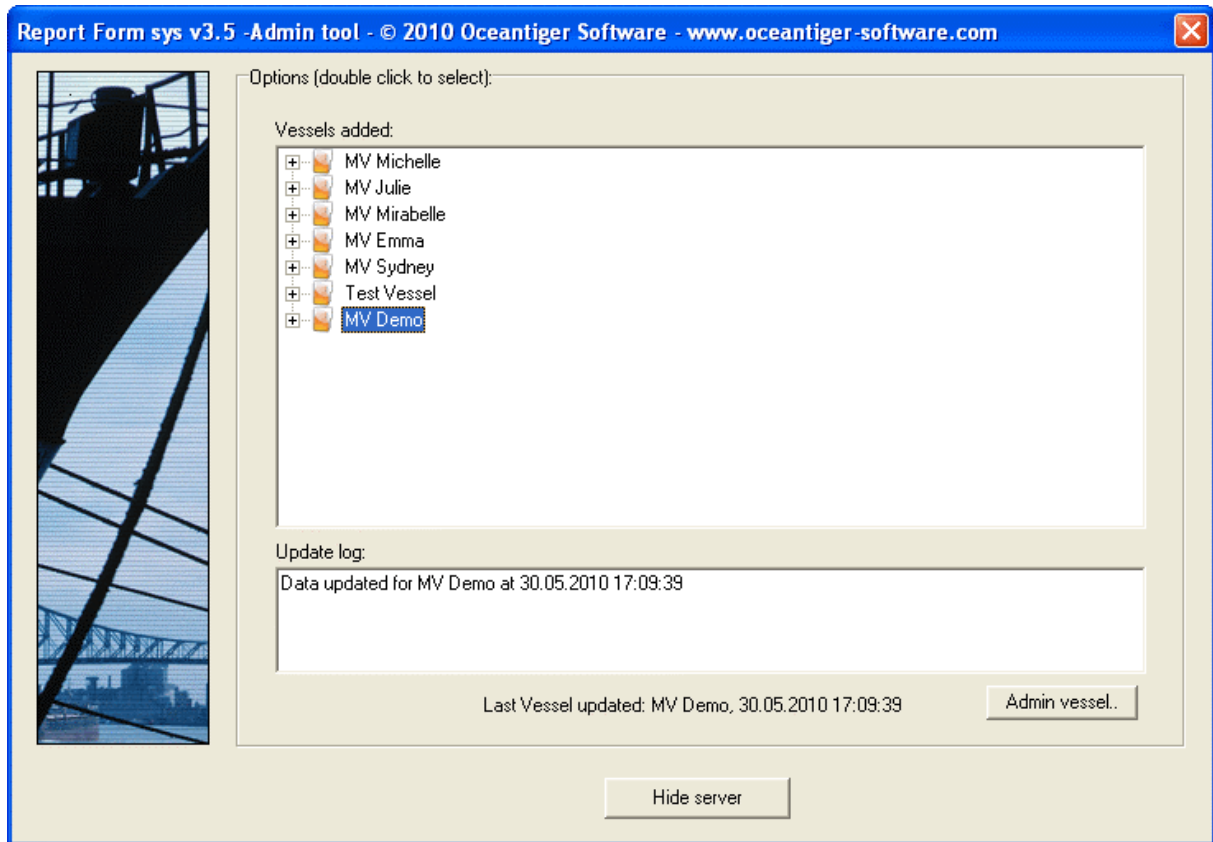 Report Form sys v3.5 -Admin tool - © 2010 Oceantiger Software - www.oceantiger-software.com
Options (double click to select):
Vessels added:
MV Michelle
MV Julie
MV Mirabelle
MV Emma
MV Sydney
Test Vessel
MV Demo
Update log:
Data updated for MV Demo at 30.05.2010 17:09:39
Last Vessel updated: MV Demo, 30.05.2010 17:09:39
Admin vessel..
Hide server